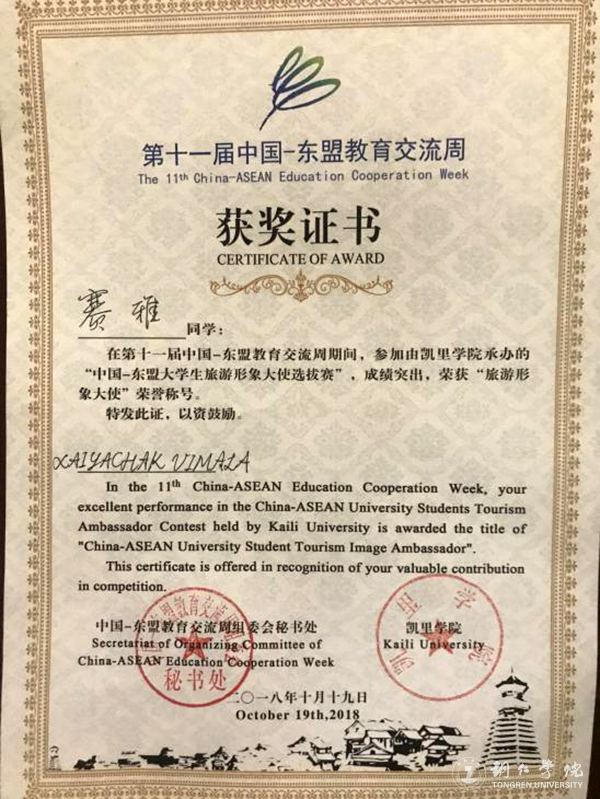 第十一届中国-东盟教育交流周
The 11th China-ASEAN Education Cooperation Week
获奖证书
CERTIFICATE OF AWARD
赛雅 同学：
在第十一届中国-东盟教育交流周期间，参加由凯里学院承办的
“中国-东盟大学生旅游形象大使选拔赛”，成绩突出，荣获“旅游形
象大使”荣誉称号。
特发此证，以资鼓励。
XAIYACHAK VIMALA
In the 11th China-ASEAN Education Cooperation Week, your
excellent performance in the China-ASEAN University Students Tourism
Ambassador Contest held by Kaili University is awarded the title of
"China-ASEAN University Student Tourism Image Ambassador".
This certificate is offered in recognition of your valuable contribution
in competition.
中国-东盟教育交流周组委会秘书处
Secretariat of Organizing Committee of
China-ASEAN Education Cooperation Week
秘书处
凯里学院
Kaili University
凯里学院
二〇一八年十月十九日
October 19th,2018
铜仁学院
TONGREN UNIVERSITY